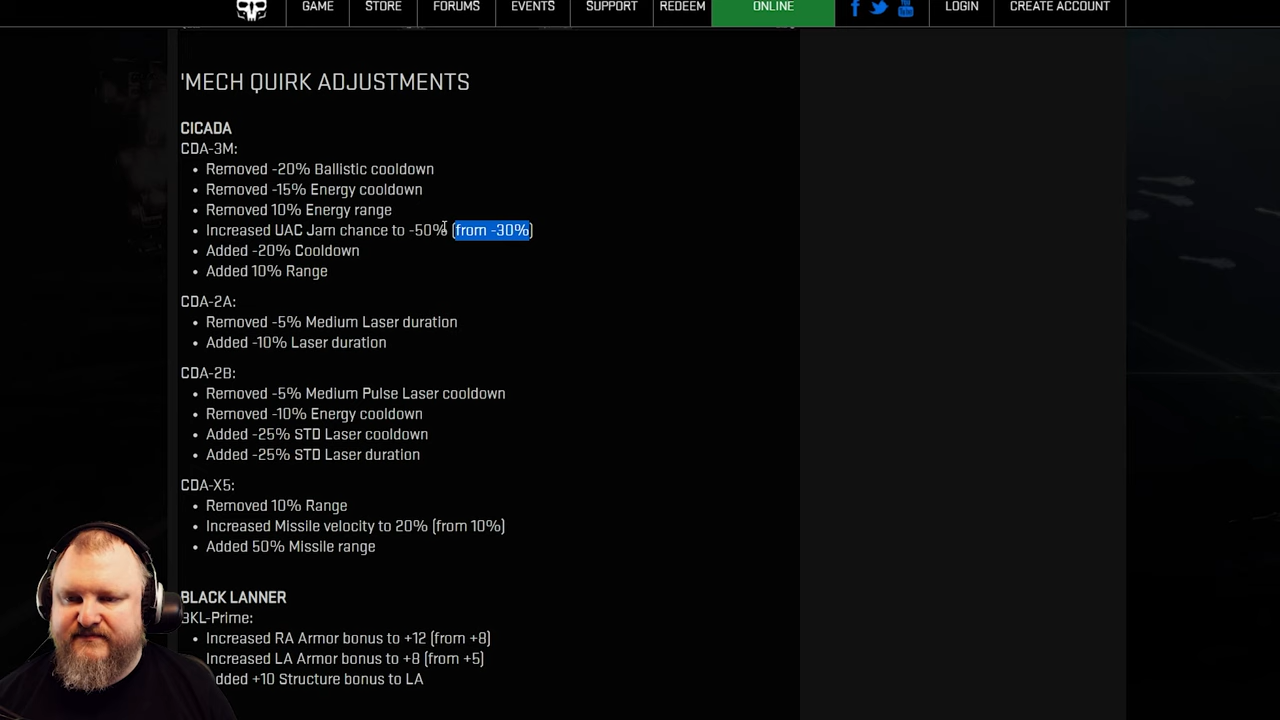 GAME STORE FORUMS EVENTS SUPPORT REDEEM ONLINE LOGIN CREATE ACCOUNT
'MECH QUIRK ADJUSTMENTS
CICADA
CDA-3M:
• Removed -20% Ballistic cooldown
• Removed -15% Energy cooldown
• Removed 10% Energy range
• Increased UAC Jam chance to -50% (from -30%)
• Added -20% Cooldown
• Added 10% Range
CDA-2A:
• Removed -5% Medium Laser duration
• Added -10% Laser duration
CDA-2B:
• Removed -5% Medium Pulse Laser cooldown
• Removed -10% Energy cooldown
• Added -25% STD Laser cooldown
• Added -25% STD Laser duration
CDA-X5:
• Removed 10% Range
• Increased Missile velocity to 20% (from 10%)
• Added 50% Missile range
BLACK LANNER
BKL-Prime:
• Increased RA Armor bonus to +12 (from +8)
Increased LA Armor bonus to +8 (from +5)
Added +10 Structure bonus to LA